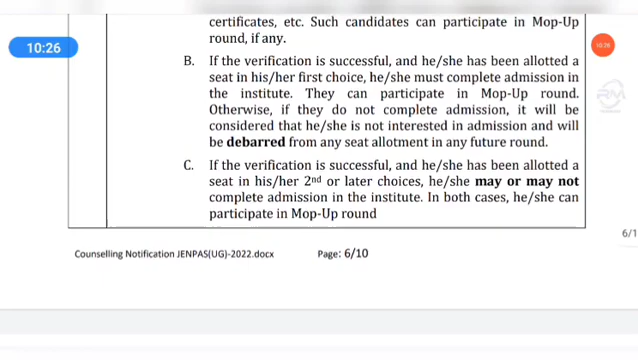 certificates, etc. Such candidates can participate in Mop-Up
round, if any.
10:26
10:26
B. If the verification is successful, and he/she has been allotted a
seat in his/her first choice, he/she must complete admission in
the institute. They can participate in Mop-Up round.
Otherwise, if they do not complete admission, it will be
considered that he/she is not interested in admission and will
be debarred from any seat allotment in any future round.
C. If the verification is successful, and he/she has been allotted a
seat in his/her 2nd or later choices, he/she may or may not
complete admission in the institute. In both cases, he/she can
participate in Mop-Up round
6/1
Counselling Notification JENPAS(UG)-2022.docx Page: 6/10